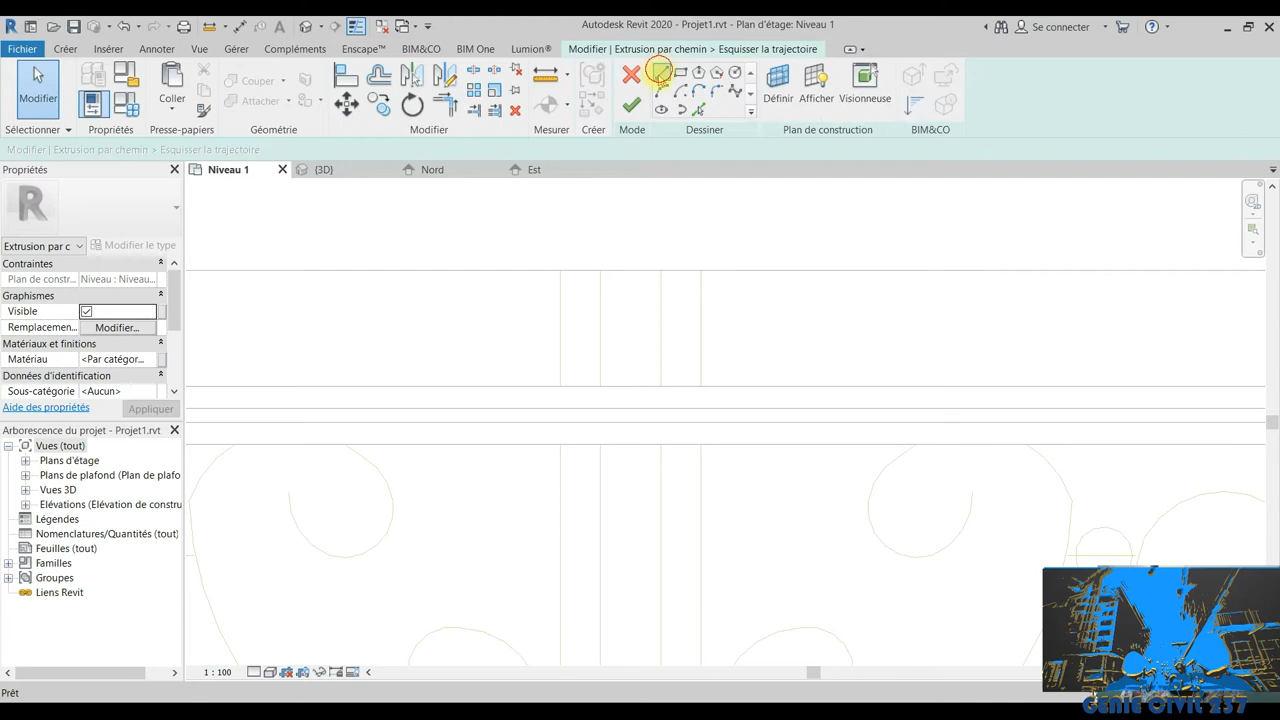 Autodesk Revit 2020 - Projet1.rvt - Plan d'étage: Niveau 1
Se connecter
Fichier
Créer
Insérer
Annoter
Vue
Gérer
Compléments
Enscape™
BIM&CO
BIM One
Lumion®
Modifier | Extrusion par chemin > Esquisser la trajectoire
Modifier
Coller
Couper
Attacher
Définir
Afficher
Visionneuse
Sélectionner
Propriétés
Presse-papiers
Géométrie
Modifier
Mesurer
Créer
Mode
Dessiner
Plan de construction
BIM&CO
Modifier | Extrusion par chemin > Esquisser la trajectoire
Propriétés
Niveau 1
{3D}
Nord
Est
Extrusion par c
Modifier le type
Contraintes
Plan de constr...
Niveau : Niveau...
Graphismes
Visible
Remplacemen...
Modifier...
Matériaux et finitions
Matériau
<Par catégor...
Données d'identification
Sous-catégorie
<Aucun>
Aide des propriétés
Appliquer
Arborescence du projet - Projet1.rvt
Vues (tout)
Plans d'étage
Plans de plafond (Plan de plafo
Vues 3D
Elévations (Elévation de constru
Légendes
Nomenclatures/Quantités (tout)
Feuilles (tout)
Familles
Groupes
Liens Revit
1 : 100
Prêt
GENIE CIVIL 237